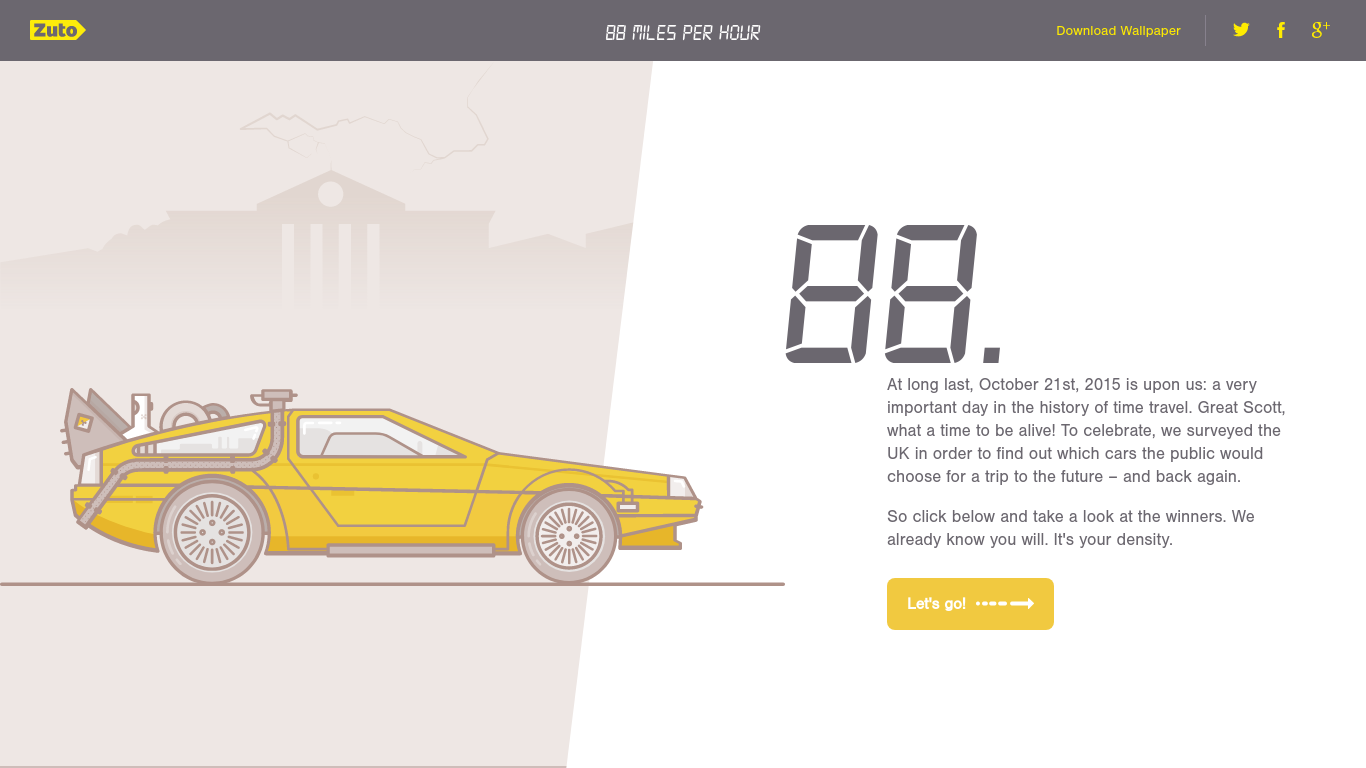 Zuto
88 MILES PER HOUR
Download Wallpaper
88.
At long last, October 21st, 2015 is upon us: a very
important day in the history of time travel. Great Scott,
what a time to be alive! To celebrate, we surveyed the
UK in order to find out which cars the public would
choose for a trip to the future – and back again.
So click below and take a look at the winners. We
already know you will. It's your density.
Let's go!